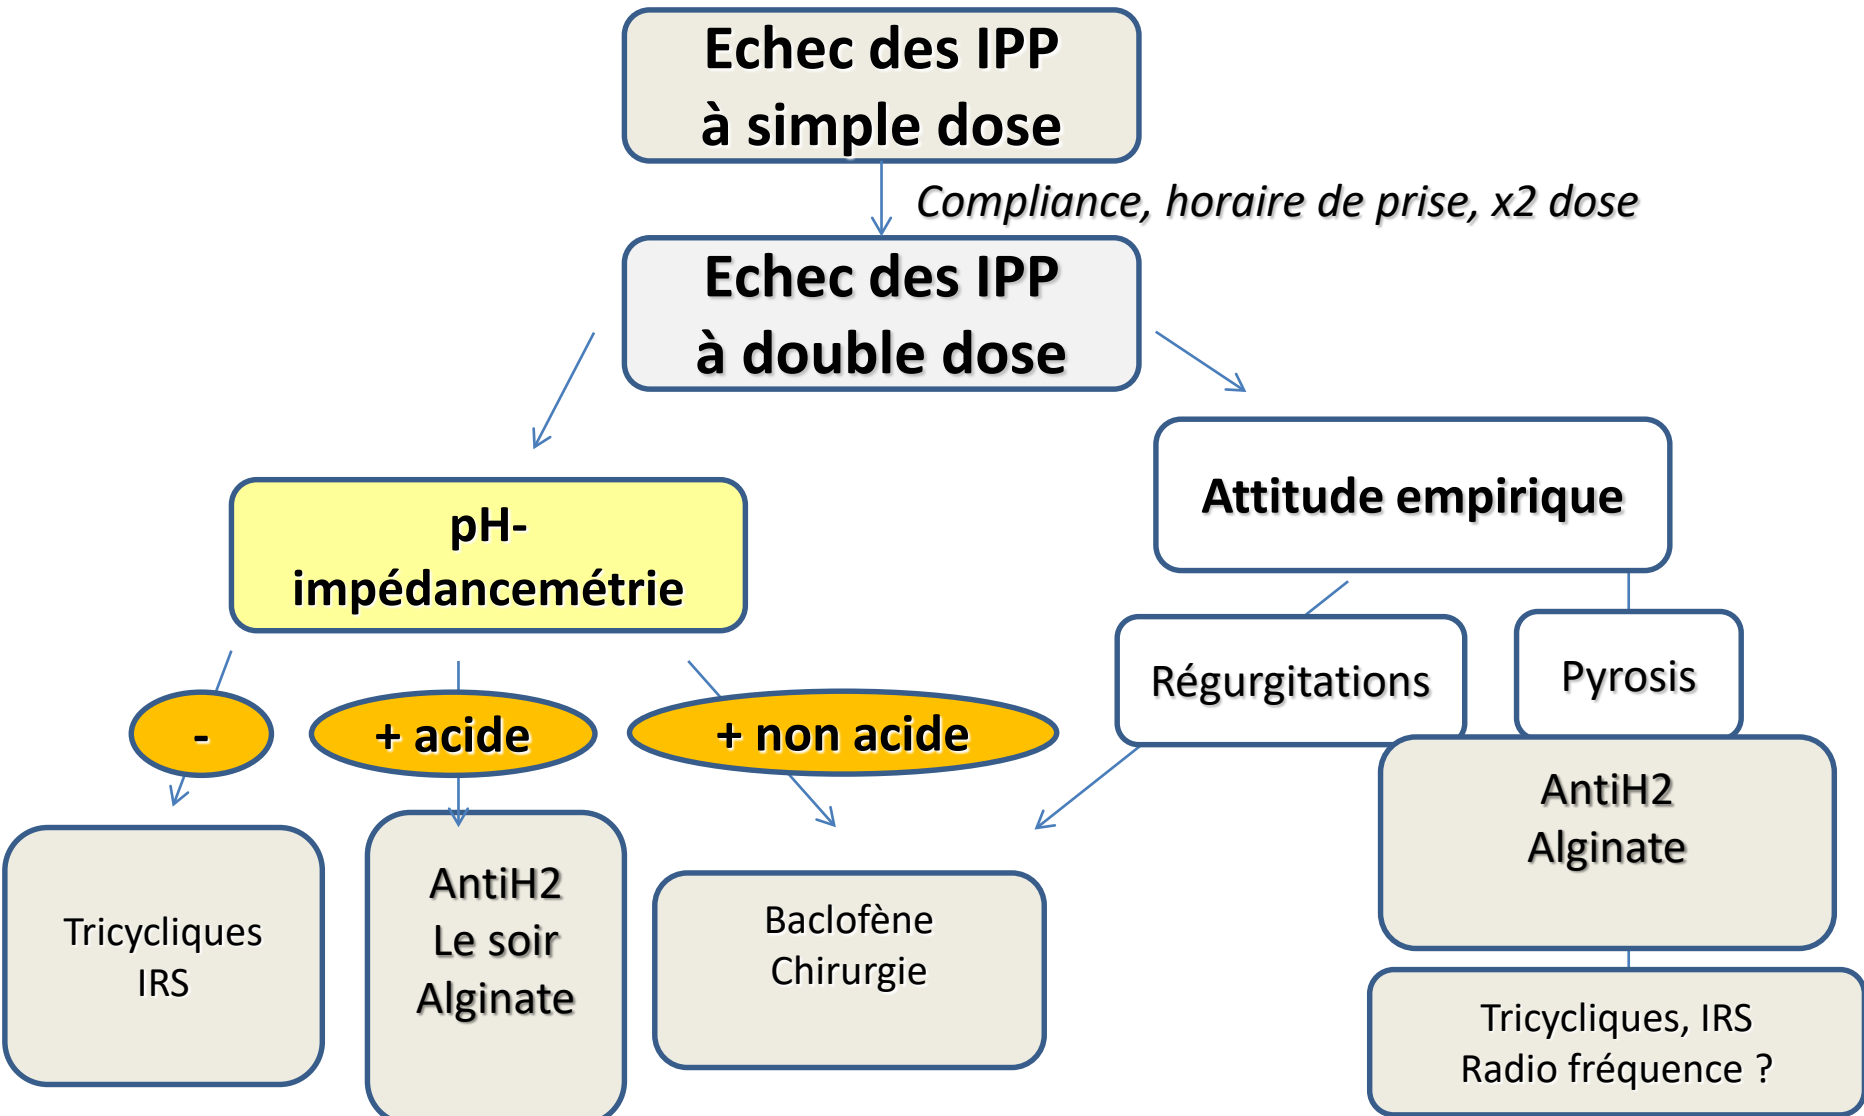 Echec des IPP
à simple dose
Compliance, horaire de prise, x2 dose
Echec des IPP
à double dose
Attitude empirique
pH-
impédancemétrie
Régurgitations
Pyrosis
-
+ acide
+ non acide
AntiH2
Alginate
Tricycliques
IRS
AntiH2
Le soir
Alginate
Baclofène
Chirurgie
Tricycliques, IRS
Radio fréquence ?